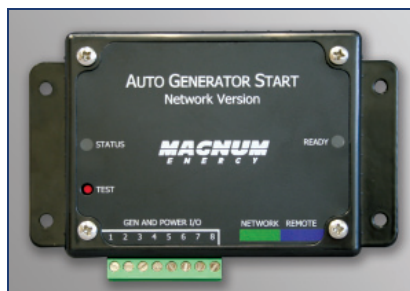 AUTO GENERATOR START
Network Version
STATUS
MAGNUM
ENERGY
READY
TEST
GEN AND POWER I/O
NETWORK REMOTE
1 2 3 4 5 6 7 8